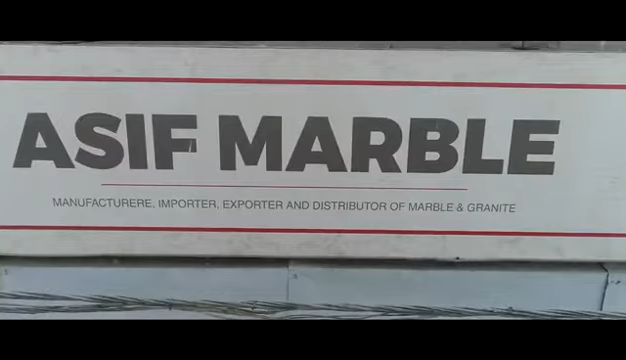 ASIF MARBLE
MANUFACTURERE, IMPORTER, EXPORTER AND DISTRIBUTOR OF MARBLE & GRANITE